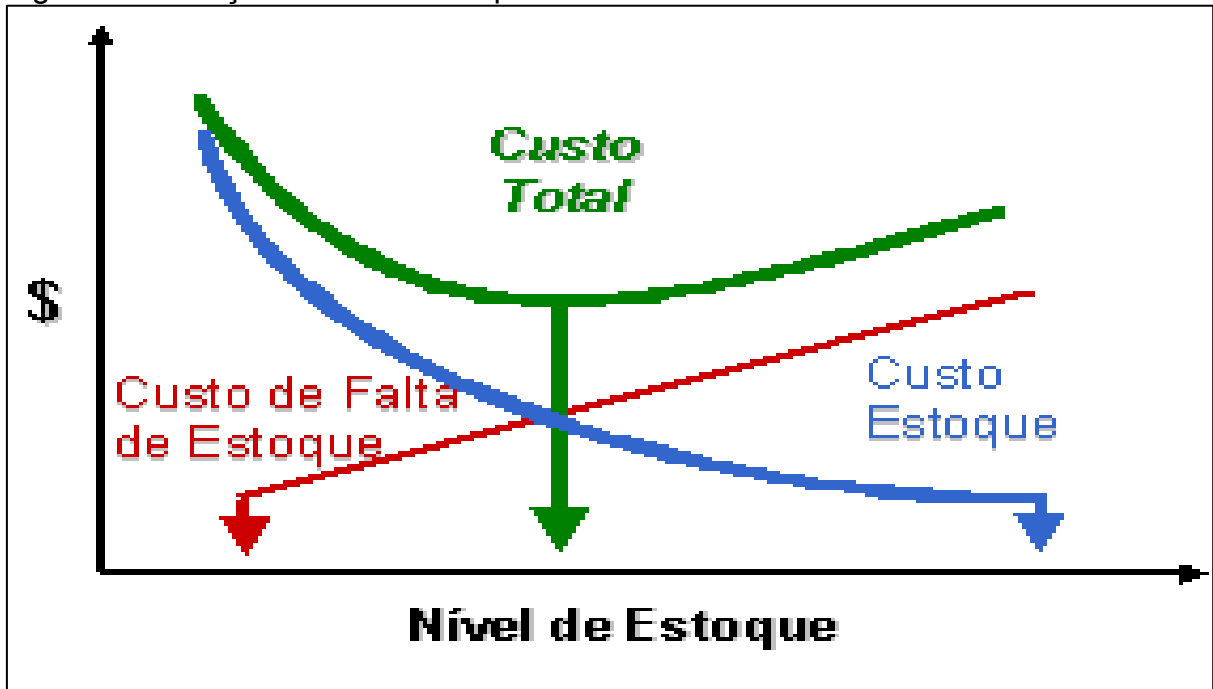 Custo
Total
$
Custo de Falta
de Estoque
Custo
Estoque
Nível de Estoque